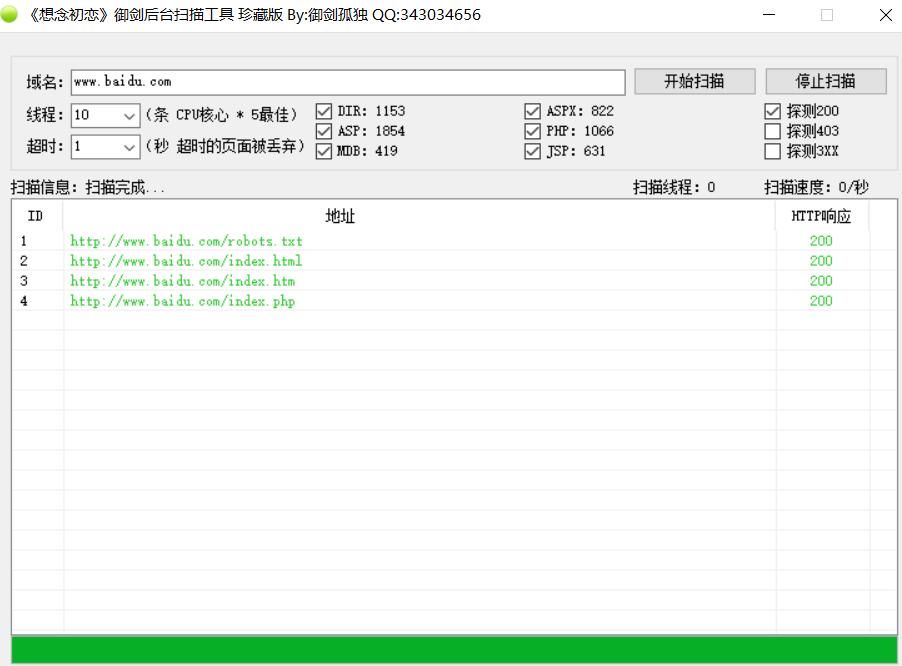 《想念初恋》御剑后台扫描工具 珍藏版 By:御剑孤独 QQ:343034656
域名: www.baidu.com 开始扫描 停止扫描
线程: 10 (条 CPU核心 * 5最佳) DIR: 1153 ASPX: 822 探测200
ASP: 1854 PHP: 1066 探测403
超时: 1 (秒 超时的页面被丢弃) MDB: 419 JSP: 631 探测3XX
扫描信息: 扫描完成... 扫描线程: 0 扫描速度: 0/秒
ID 地址 HTTP响应
1 http://www.baidu.com/robots.txt 200
2 http://www.baidu.com/index.html 200
3 http://www.baidu.com/index.htm 200
4 http://www.baidu.com/index.php 200